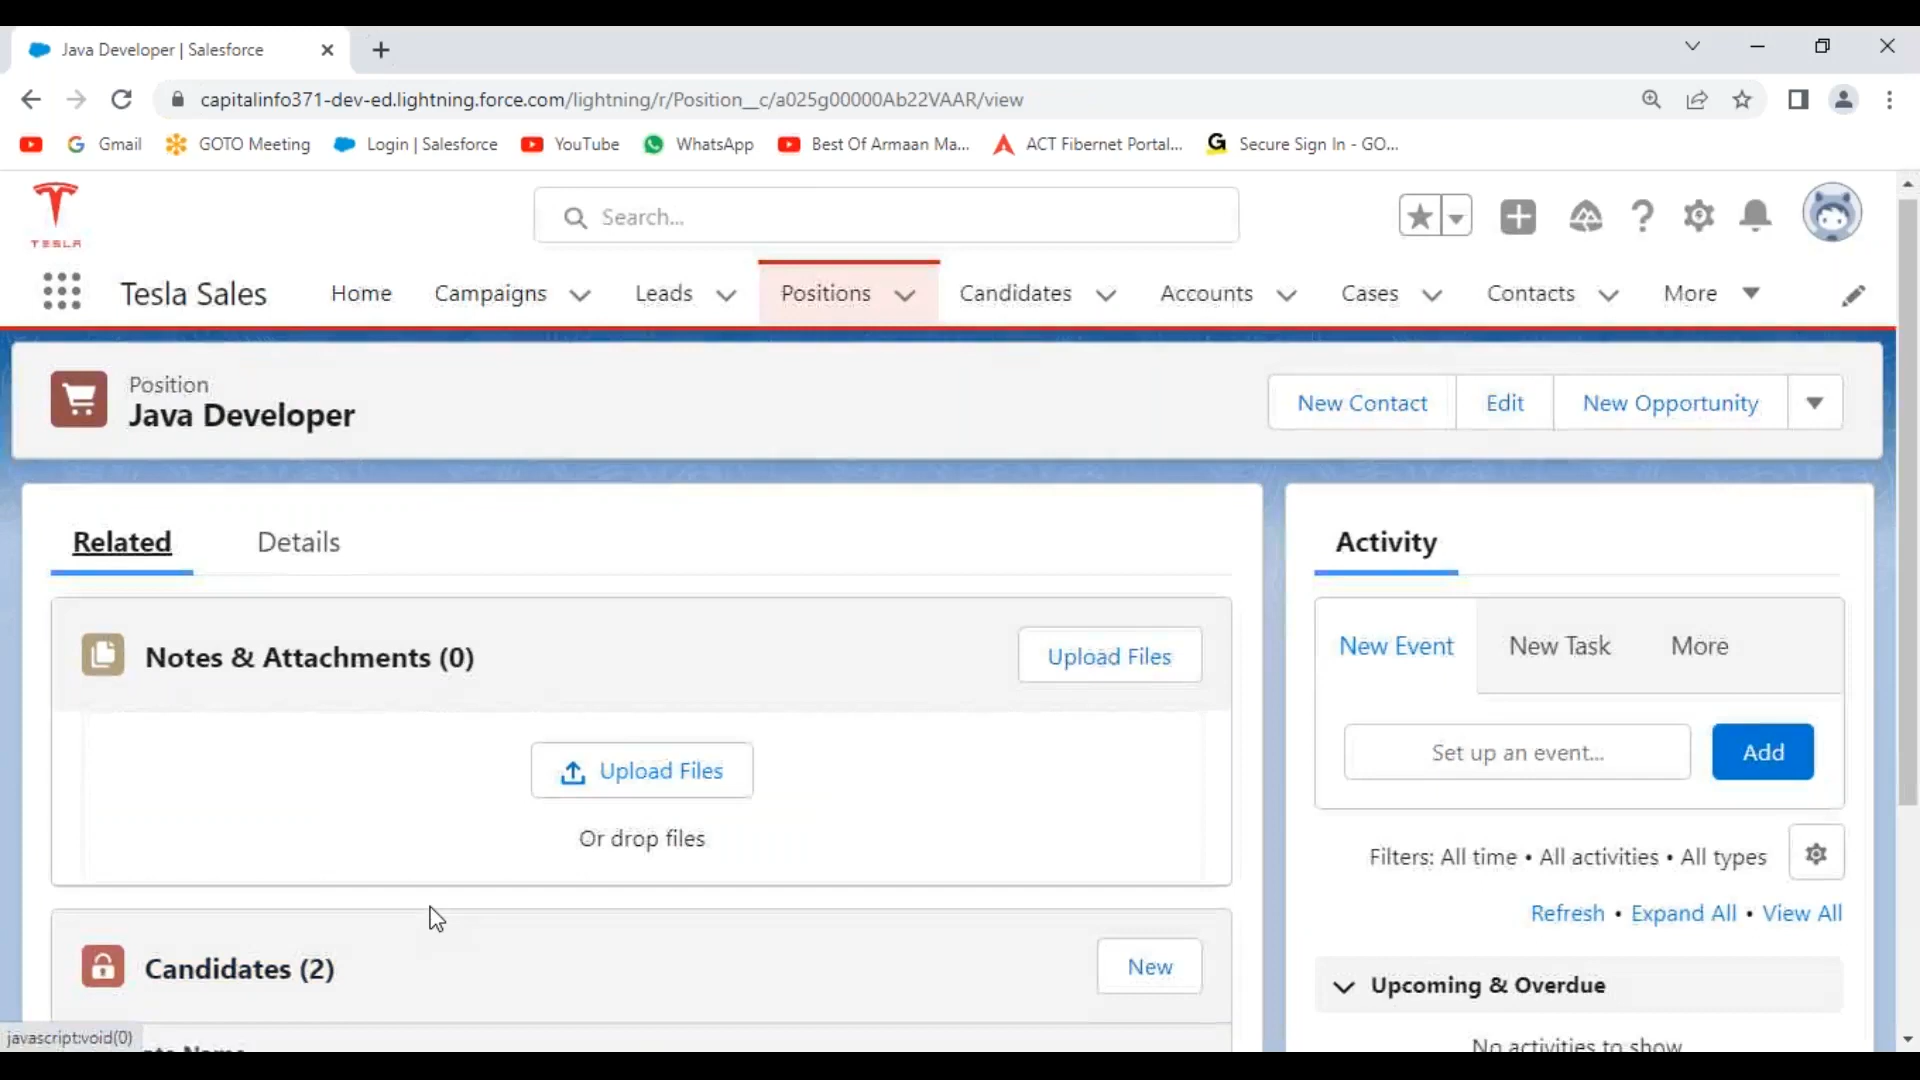 Java Developer | Salesforce
capitalinfo371-dev-ed.lightning.force.com/lightning/r/Position__c/a025g00000Ab22VAAR/view
Gmail GOTO Meeting Login | Salesforce YouTube WhatsApp Best Of Armaan Ma... ACT Fibernet Portal... Secure Sign In - GO...
TESLA
Search...
Tesla Sales Home Campaigns Leads Positions Candidates Accounts Cases Contacts More
Position
Java Developer
New Contact Edit New Opportunity
Related Details
Notes & Attachments (0)
Upload Files
Upload Files
Or drop files
Candidates (2)
New
Activity
New Event New Task More
Set up an event...
Add
Filters: All time • All activities • All types
Refresh • Expand All • View All
Upcoming & Overdue
No activities to show
javascript:void(0)